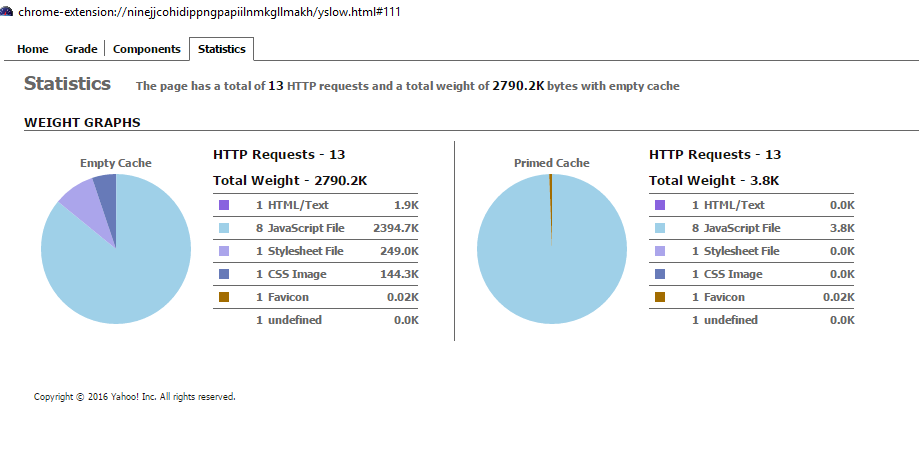 chrome-extension://ninejjcohidippngpapiilnmkgllmakh/yslow.html#111
Home Grade Components Statistics
Statistics The page has a total of 13 HTTP requests and a total weight of 2790.2K bytes with empty cache
WEIGHT GRAPHS
Empty Cache
HTTP Requests - 13
Total Weight - 2790.2K
1 HTML/Text 1.9K
8 JavaScript File 2394.7K
1 Stylesheet File 249.0K
1 CSS Image 144.3K
1 Favicon 0.02K
1 undefined 0.0K
Primed Cache
HTTP Requests - 13
Total Weight - 3.8K
1 HTML/Text 0.0K
8 JavaScript File 3.8K
1 Stylesheet File 0.0K
1 CSS Image 0.0K
1 Favicon 0.02K
1 undefined 0.0K
Copyright © 2016 Yahoo! Inc. All rights reserved.